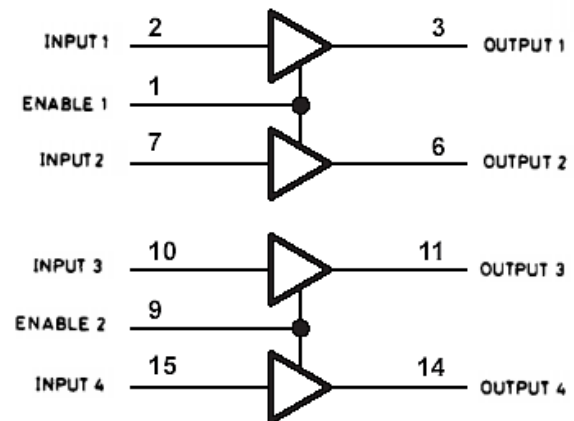 INPUT 1 2 3 OUTPUT 1
ENABLE 1 1
INPUT 2 7 6 OUTPUT 2
INPUT 3 10 11 OUTPUT 3
ENABLE 2 9
INPUT 4 15 14 OUTPUT 4